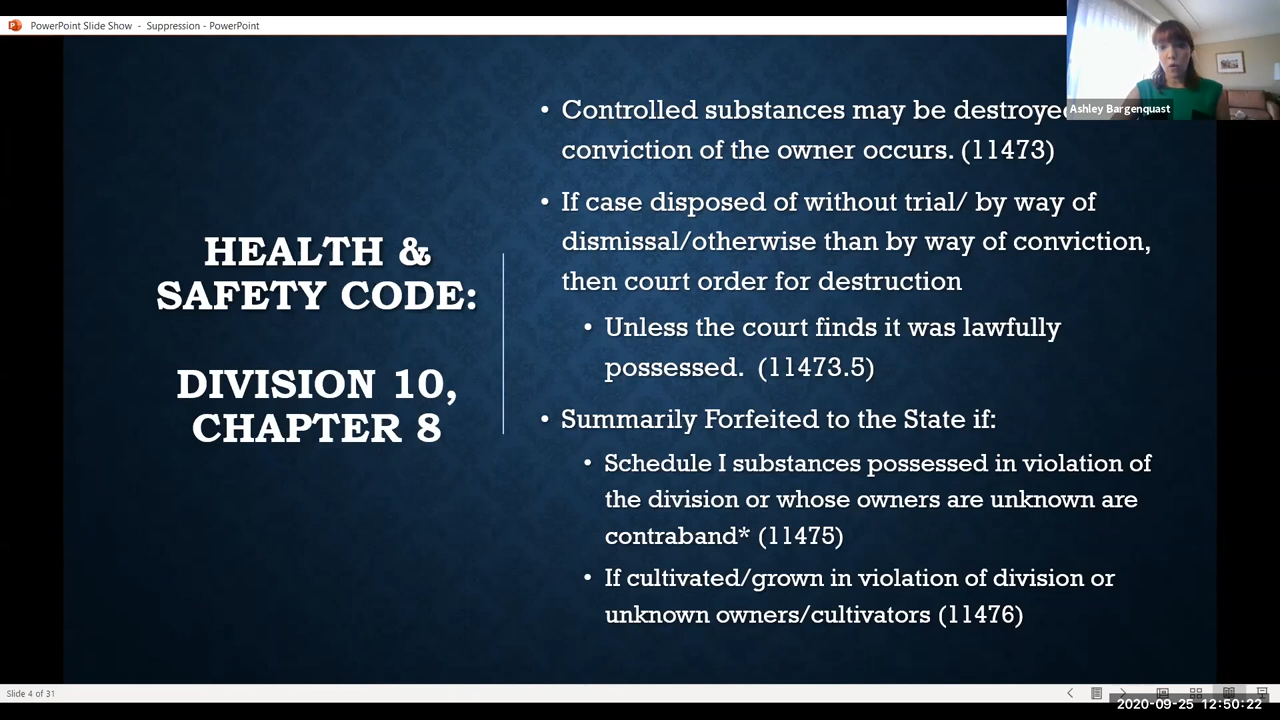 PowerPoint Slide Show - Suppression - PowerPoint
Ashley Bargenquast
HEALTH &
SAFETY CODE:
DIVISION 10,
CHAPTER 8
• Controlled substances may be destroye
conviction of the owner occurs. (11473)
• If case disposed of without trial/ by way of
dismissal/otherwise than by way of conviction,
then court order for destruction
• Unless the court finds it was lawfully
possessed. (11473.5)
• Summarily Forfeited to the State if:
• Schedule I substances possessed in violation of
the division or whose owners are unknown are
contraband* (11475)
• If cultivated/grown in violation of division or
unknown owners/cultivators (11476)
Slide 4 of 31
2020-09-25 12:50:22